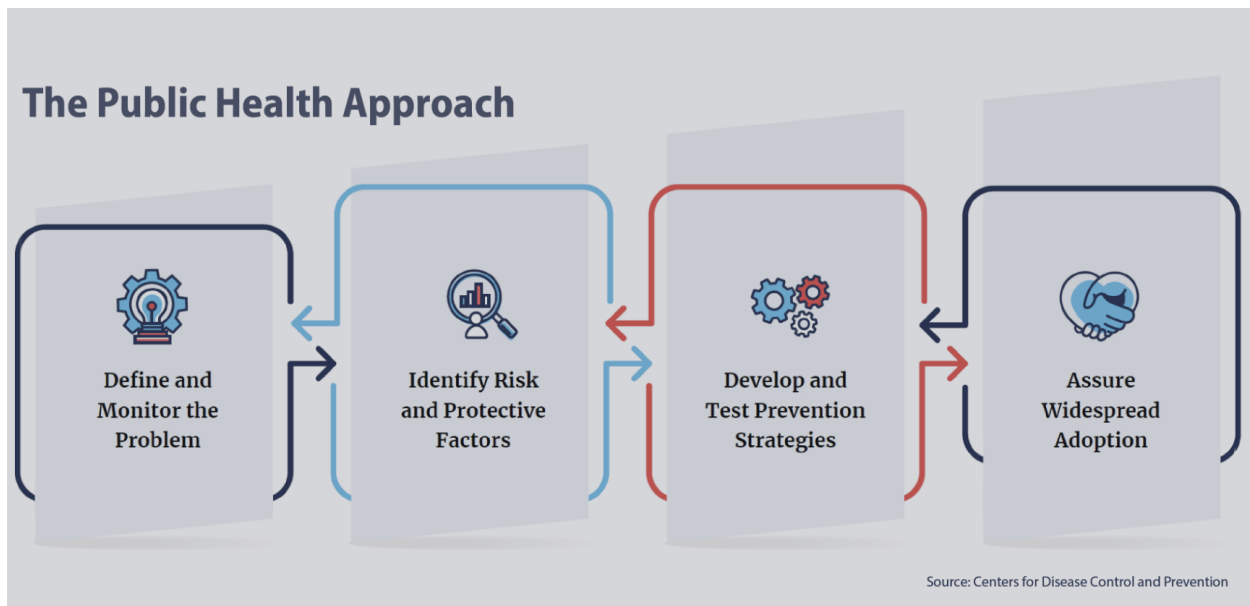 The Public Health Approach
Define and
Monitor the
Problem
Identify Risk
and Protective
Factors
Develop and
Test Prevention
Strategies
Assure
Widespread
Adoption
Source: Centers for Disease Control and Prevention